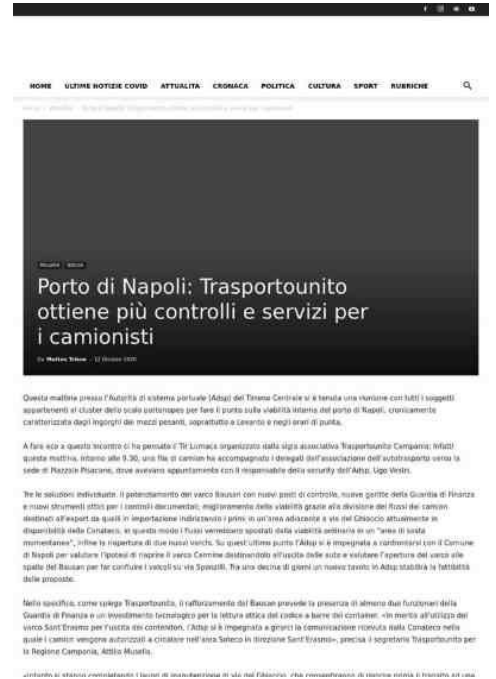 HOME ULTIME NOTIZIE COVID ATTUALITA CRONACA POLITICA CULTURA SPORT RUBRICHE
Porto di Napoli: Trasportounito
ottiene più controlli e servizi per
i camionisti
Questa mattina presso l'Autorità di sistema portuale (Adsp) del Tirreno Centrale si è tenuta una riunione con tutti i soggetti
appartenenti al cluster dello scalo partenopeo per fare il punto sulla viabilità interna del porto di Napoli, cronicamente
caratterizzata dagli ingorghi dei mezzi pesanti, soprattutto a Levante e negli orari di punta.
A fare eco a questo incontro ci ha pensato il Tir Lumaca organizzato dalla sigla associativa Trasportounito Campania: infatti
questa mattina, intorno alle 9.30, una fila di camion ha accompagnato i delegati dell'associazione dell'autotrasporto verso la
sede di Piazzale Pisacane, dove avevano appuntamento con il responsabile della security dell'Adsp, Ugo Vestri.
Tre le soluzioni individuate: il potenziamento del varco Bausan con nuovi posti di controllo, nuove garitte della Guardia di Finanza
e nuovi strumenti ottici per i controlli documentali; miglioramento della viabilità grazie alla divisione dei flussi dei camion
destinati all'export da quelli in importazione indirizzando i primi in un'area adiacente a via del Ghiaccio attualmente in
disponibilità della Conateco, in questo modo i flussi verrebbero spostati dalla viabilità ordinaria in un "area di sosta
momentanea", infine la riapertura di due nuovi varchi. Su quest'ultimo punto l'Adsp si è impegnata a confrontarsi con il Comune
di Napoli per valutare l'ipotesi di riaprire il varco Carmine destinandolo all'uscita delle auto e valutare l'apertura del varco alle
spalle del Bausan per far confluire i veicoli su via Sponzilli. Tra una decina di giorni un nuovo tavolo in Adsp stabilirà la fattibilità
delle proposte.
Nello specifico, come spiega Trasportounito, il rafforzamento del Bausan prevede la presenza di almeno due funzionari della
Guardia di Finanza e un investimento tecnologico per la lettura ottica del codice a barre dei container. «In merito all'utilizzo del
varco Sant'Erasmo per l'uscita dei contenitori, l'Adsp si è impegnata a girarci la comunicazione ricevuta dalla Conateco nella
quale i camion vengono autorizzati a circolare nell'area Soteco in direzione Sant'Erasmo», precisa il segretario Trasportounito per
la Regione Campania, Attilio Musella.
«Intanto si stanno completando i lavori di manutenzione di via del Ghiaccio, che